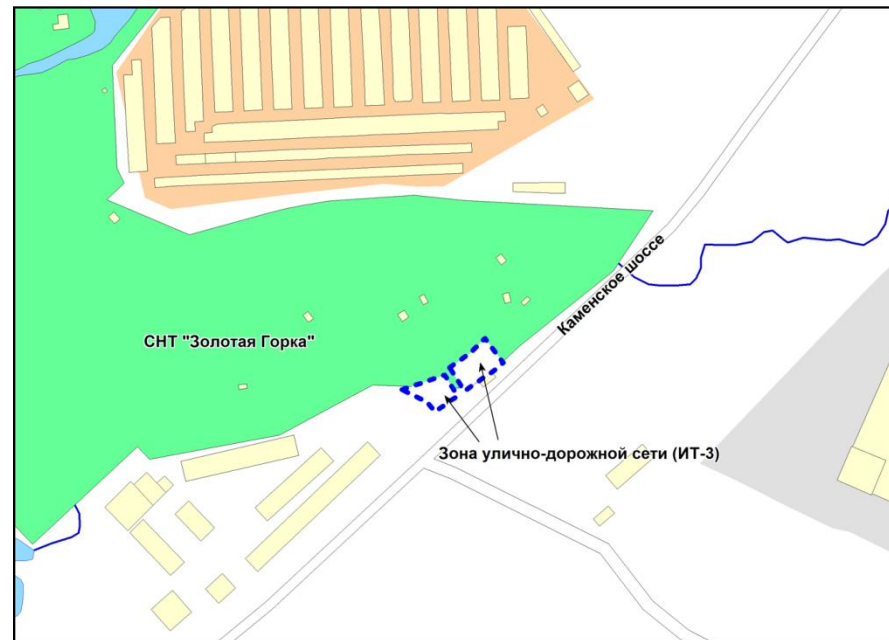 Каменское шоссе
СНТ "Золотая Горка"
Зона улично-дорожной сети (ИТ-3)